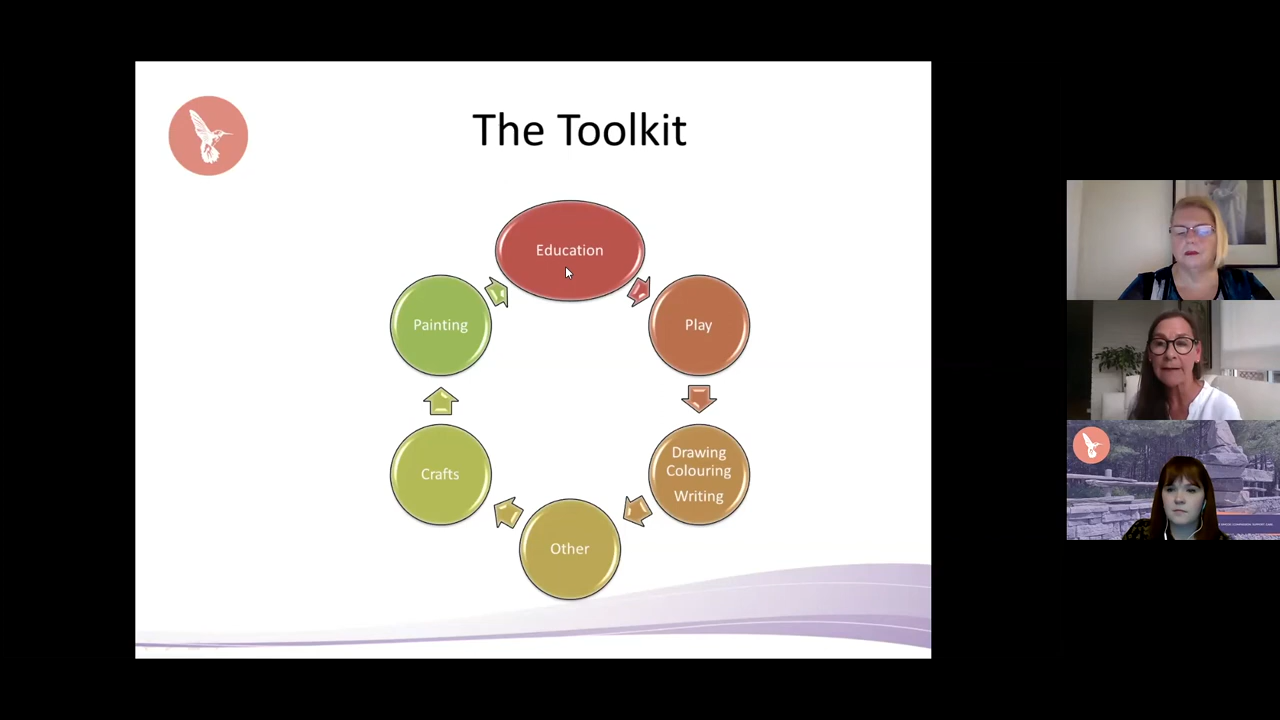 The Toolkit
Education
Play
Drawing
Colouring
Writing
Other
Crafts
Painting